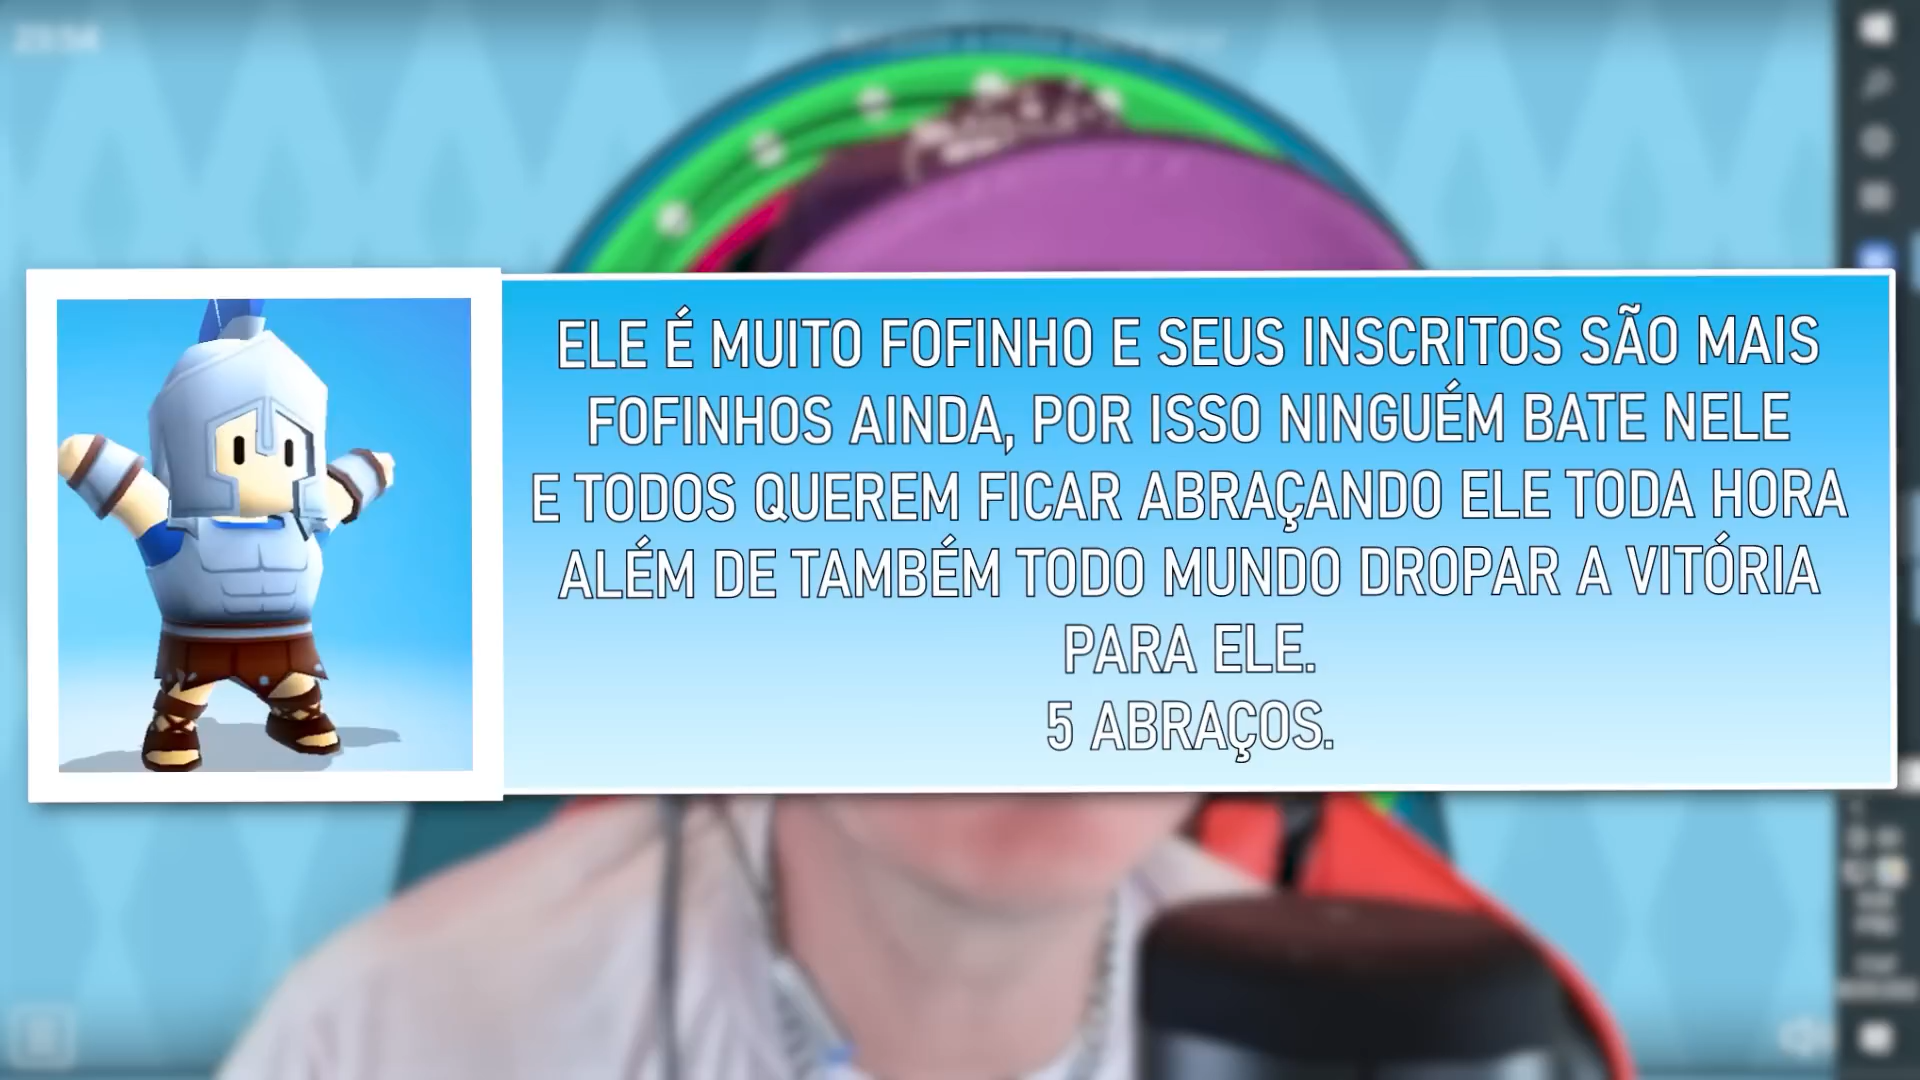 ELE É MUITO FOFINHO E SEUS INSCRITOS SÃO MAIS
FOFINHOS AINDA, POR ISSO NINGUÉM BATE NELE
E TODOS QUEREM FICAR ABRAÇANDO ELE TODA HORA
ALÉM DE TAMBÉM TODO MUNDO DROPAR A VITÓRIA
PARA ELE.
5 ABRAÇOS.